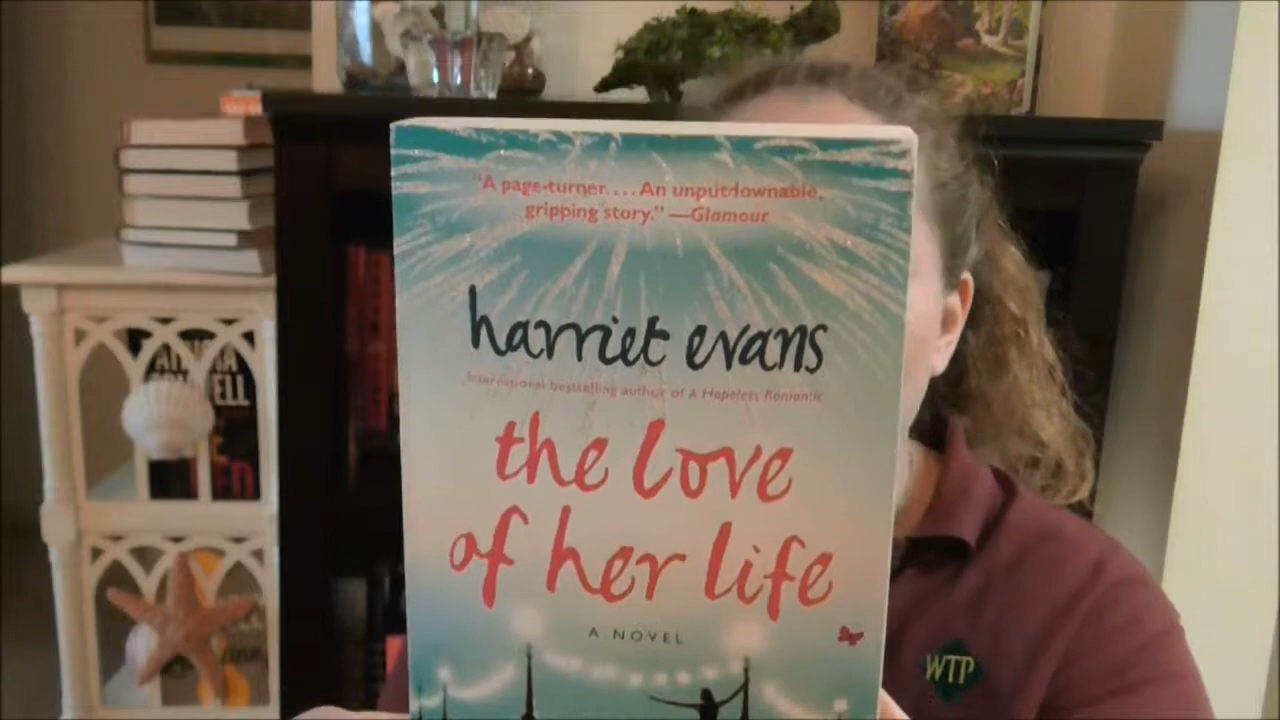 "A page-turner. . . . An unputdownable,
gripping story." —Glamour
harriet evans
International bestselling author of A Hopeless Romantic
the love
of her life
A NOVEL
WTP